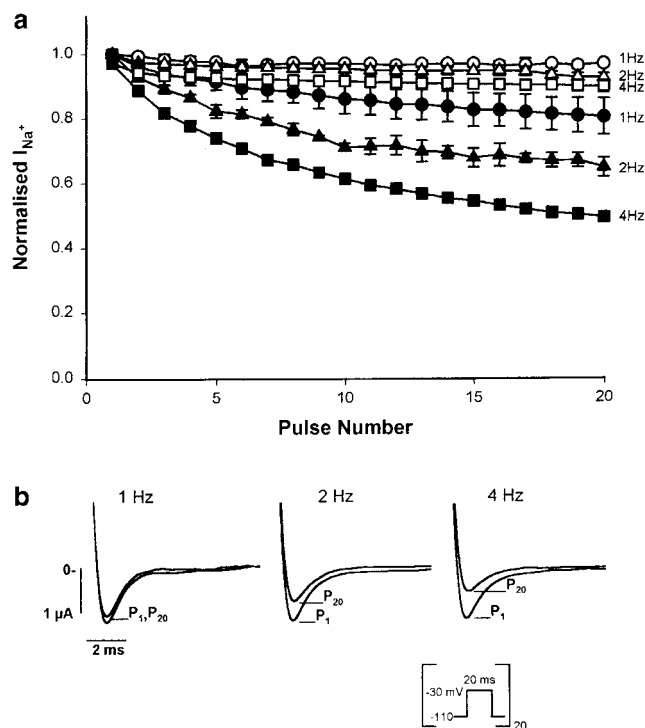 a
Normalised I Na+
1.0
0.8
0.6
0.4
0.2
0.0
1Hz
2Hz
4Hz
1Hz
2Hz
4Hz
0 5 10 15 20
Pulse Number
b
1 Hz 2 Hz 4 Hz
0-
1 µA
P1,P20
P20
P1
P20
P1
2 ms
20 ms
-30 mV
-110
20